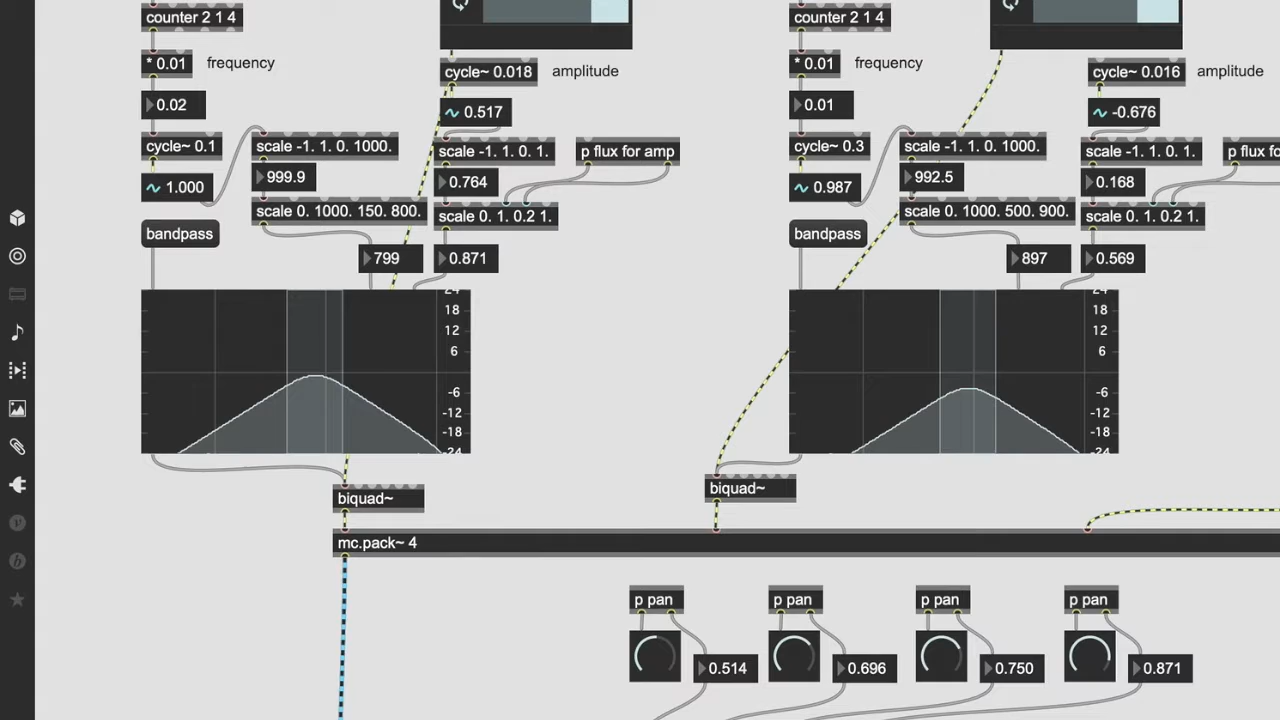 counter 2 1 4
* 0.01 frequency
0.02
cycle~ 0.1
1.000
scale -1. 1. 0. 1000.
999.9
scale 0. 1000. 150. 800.
bandpass
799
cycle~ 0.018 amplitude
0.517
scale -1. 1. 0. 1.
p flux for amp
0.764
scale 0. 1. 0.2 1.
0.871
24
18
12
6
-6
-12
-18
-24
biquad~
counter 2 1 4
* 0.01 frequency
0.01
cycle~ 0.3
0.987
scale -1. 1. 0. 1000.
992.5
scale 0. 1000. 500. 900.
bandpass
897
cycle~ 0.016 amplitude
-0.676
scale -1. 1. 0. 1.
p flux fo
0.168
scale 0. 1. 0.2 1.
0.569
24
18
12
6
-6
-12
-18
-24
biquad~
mc.pack~ 4
p pan p pan p pan p pan
0.514 0.696 0.750 0.871